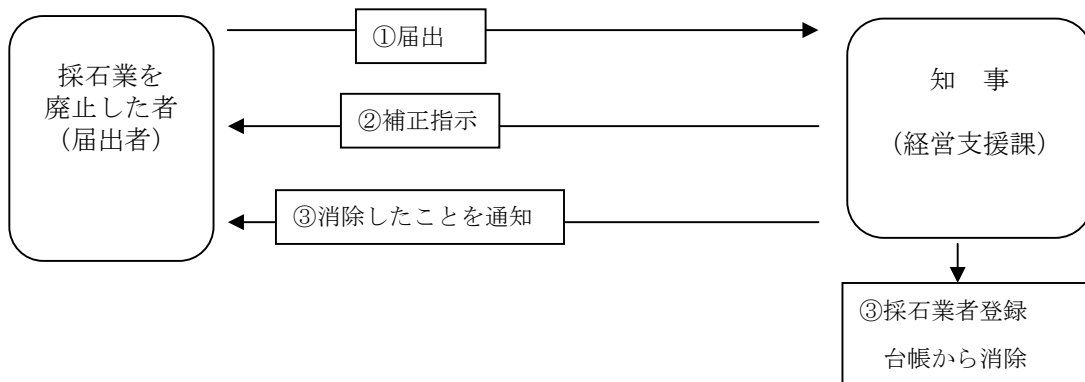 ①届出
採石業を
廃止した者
（届出者）
知　事
（経営支援課）
②補正指示
③消除したことを通知
③採石業者登録
台帳から消除